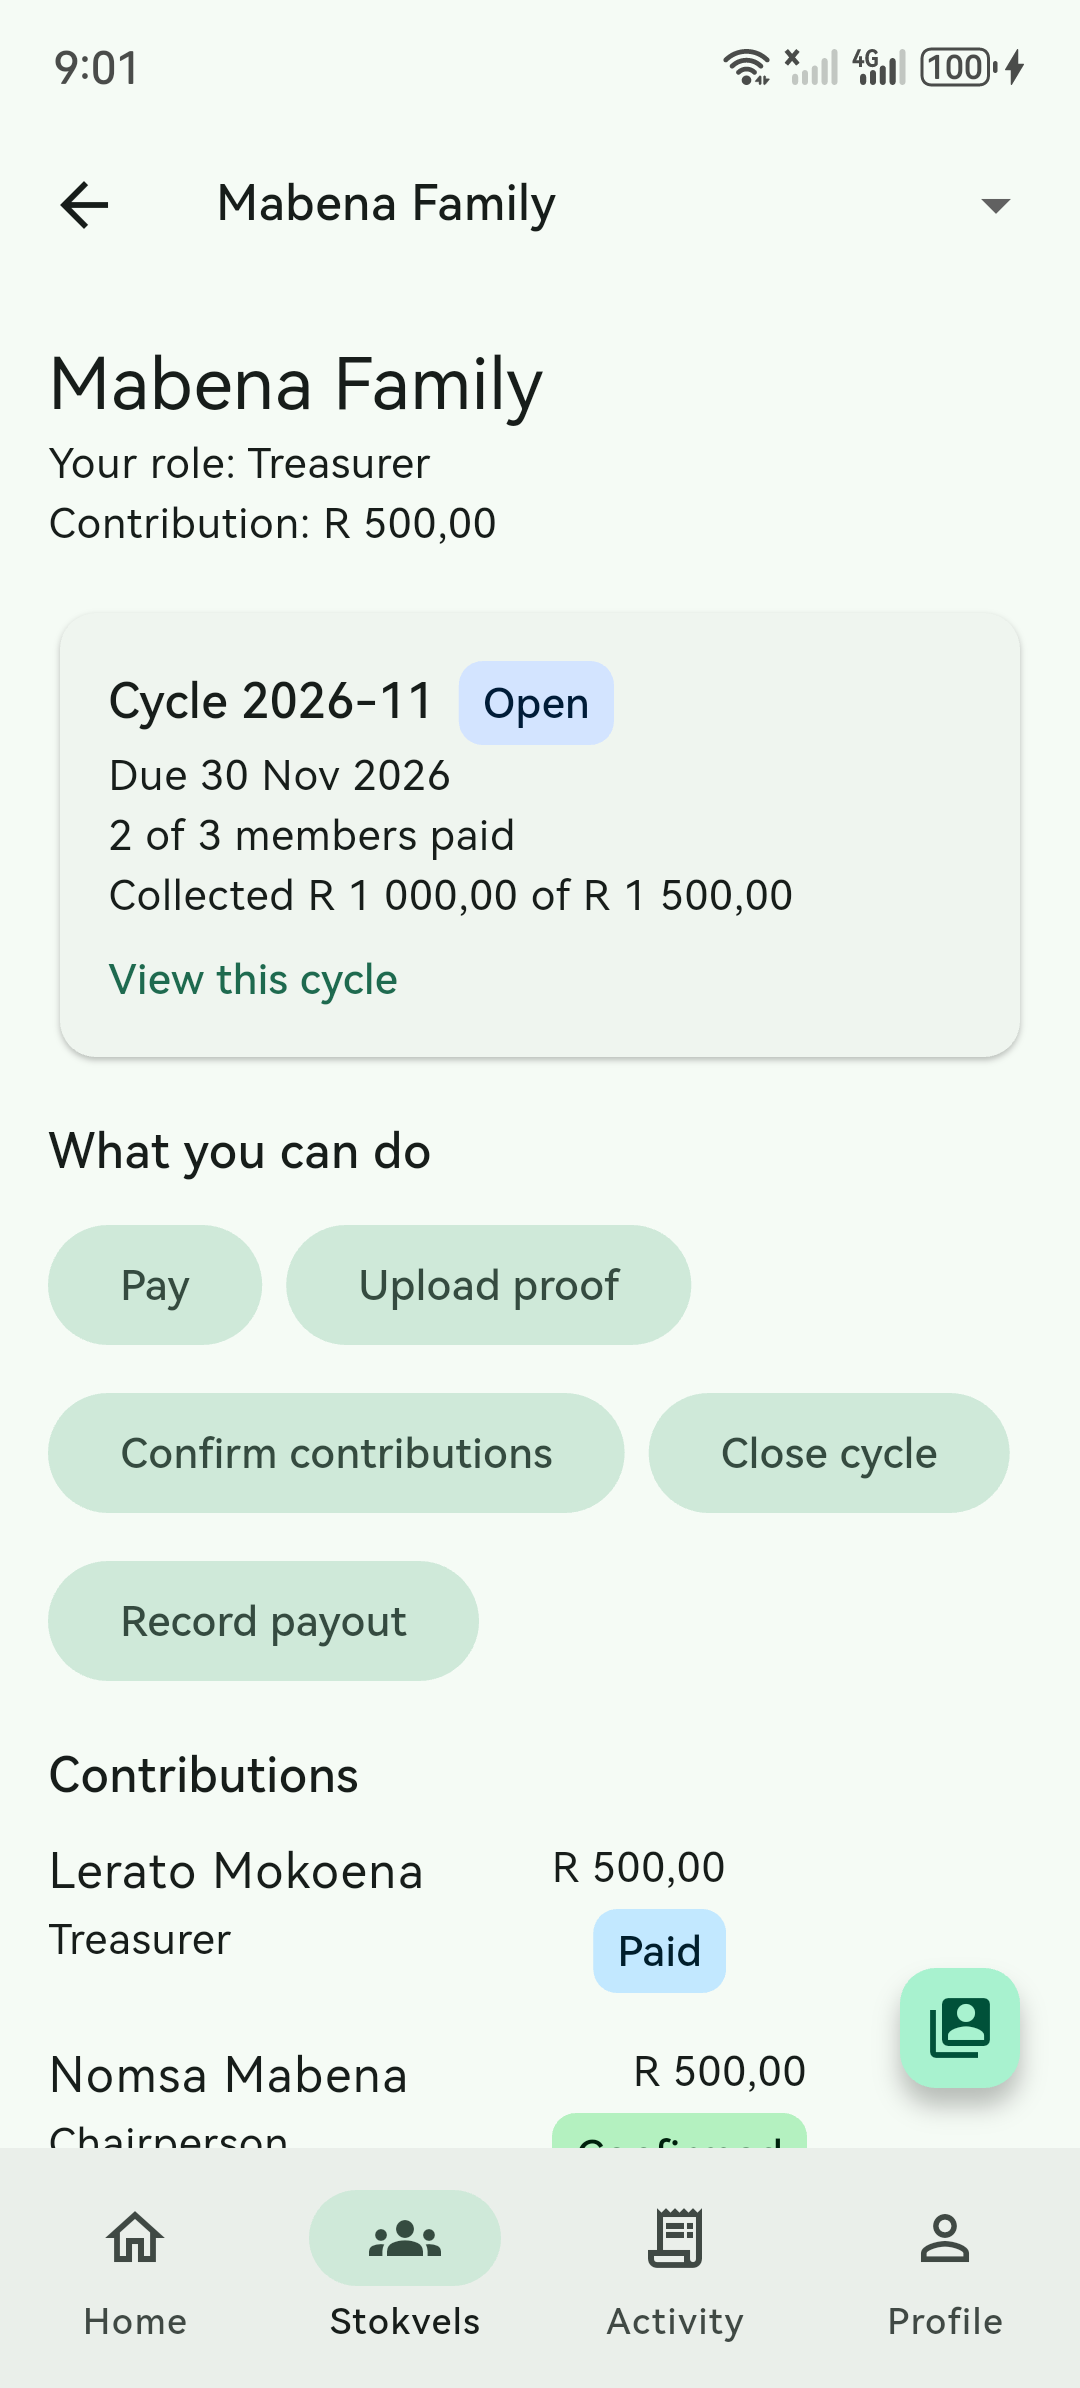 9:01
4G
100
Mabena Family
Mabena Family
Your role: Treasurer
Contribution: R 500,00
Cycle 2026-11 Open
Due 30 Nov 2026
2 of 3 members paid
Collected R 1 000,00 of R 1 500,00
View this cycle
What you can do
Pay Upload proof
Confirm contributions Close cycle
Record payout
Contributions
Lerato Mokoena R 500,00
Treasurer Paid
Nomsa Mabena R 500,00
Chairperson Confirmed
Home Stokvels Activity Profile